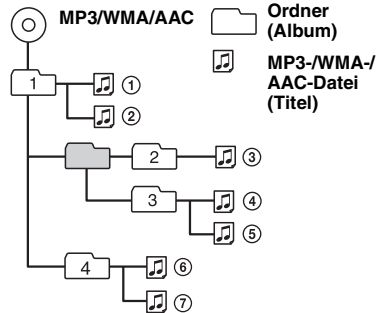 MP3/WMA/AAC
Ordner
(Album)
MP3-/WMA-/
AAC-Datei
(Titel)
1
①
②
2
③
3
④
⑤
4
⑥
⑦